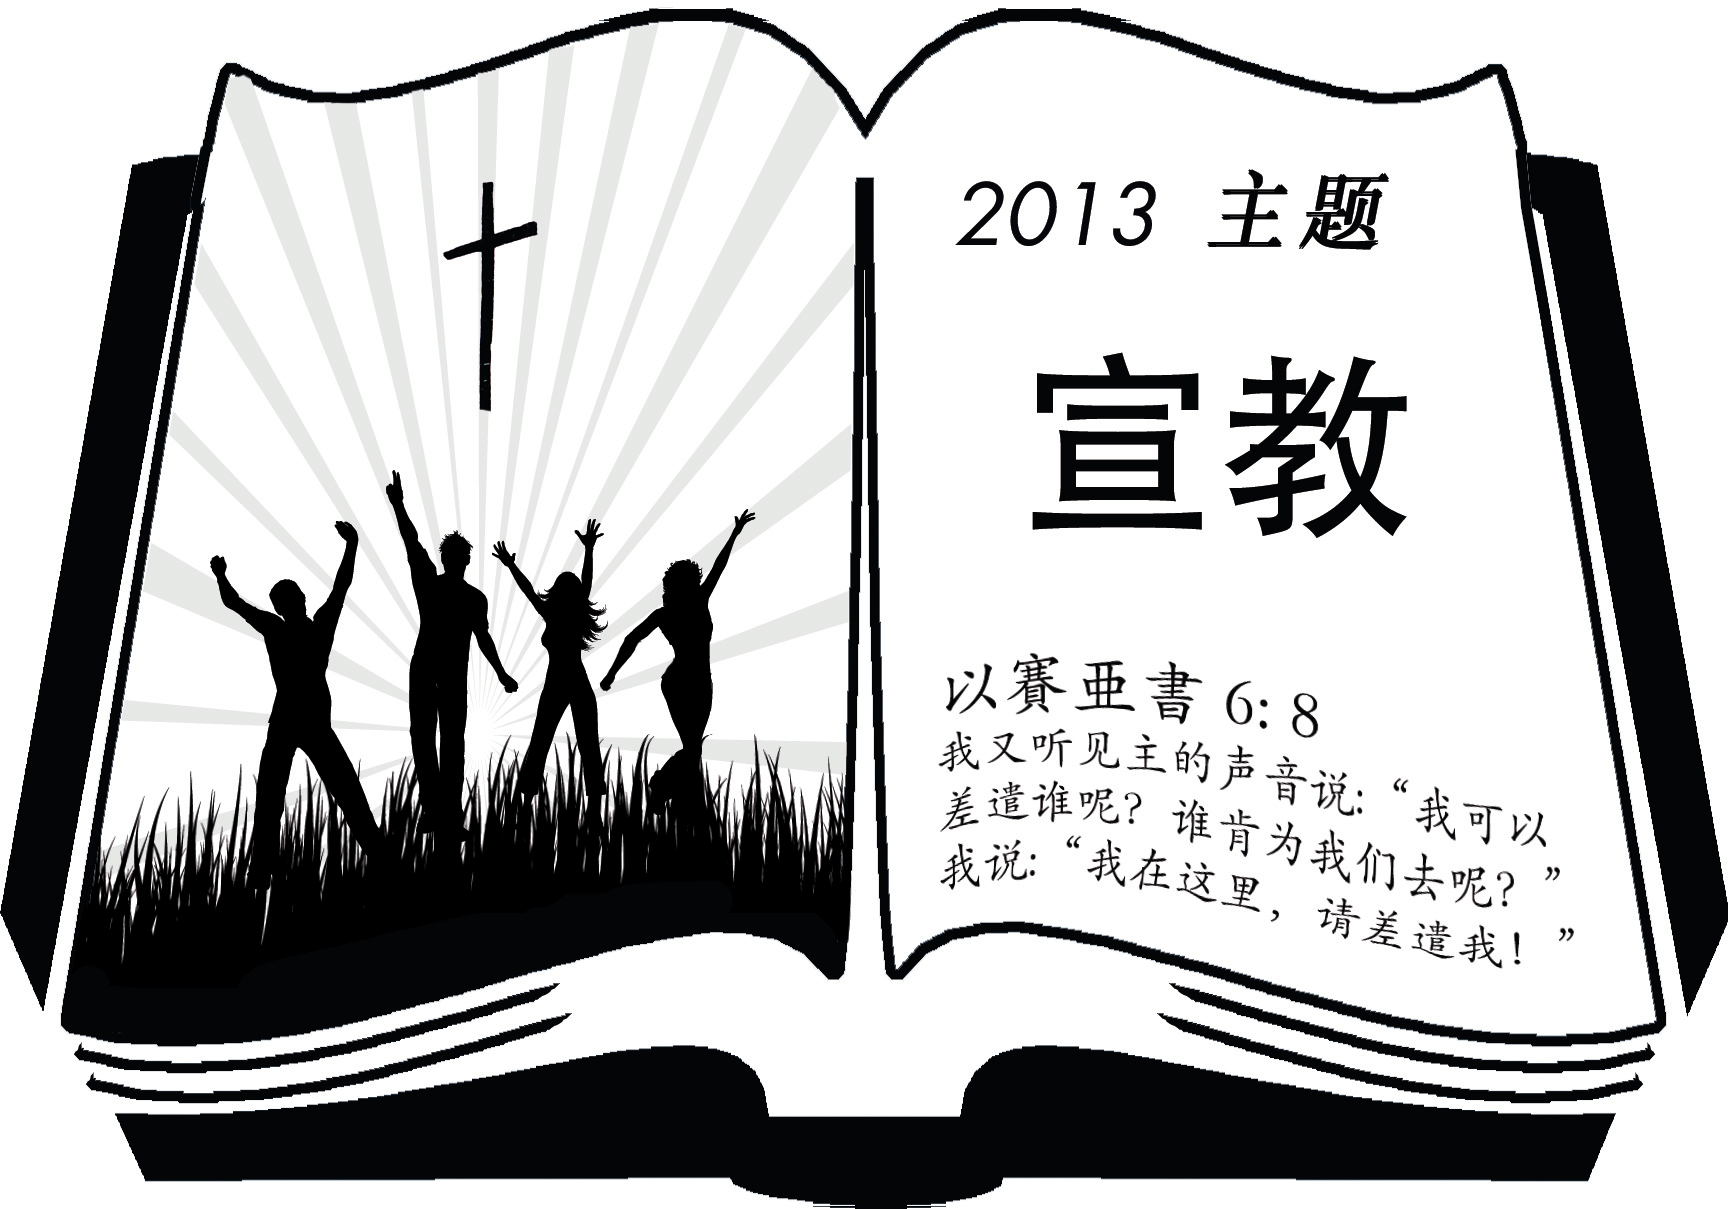 2013 主题
宣教
以賽亜書 6: 8
我又听见主的声音说:“我可以
差遣谁呢? 谁肯为我们去呢? ”
我说:“我在这里, 请差遣我! ”